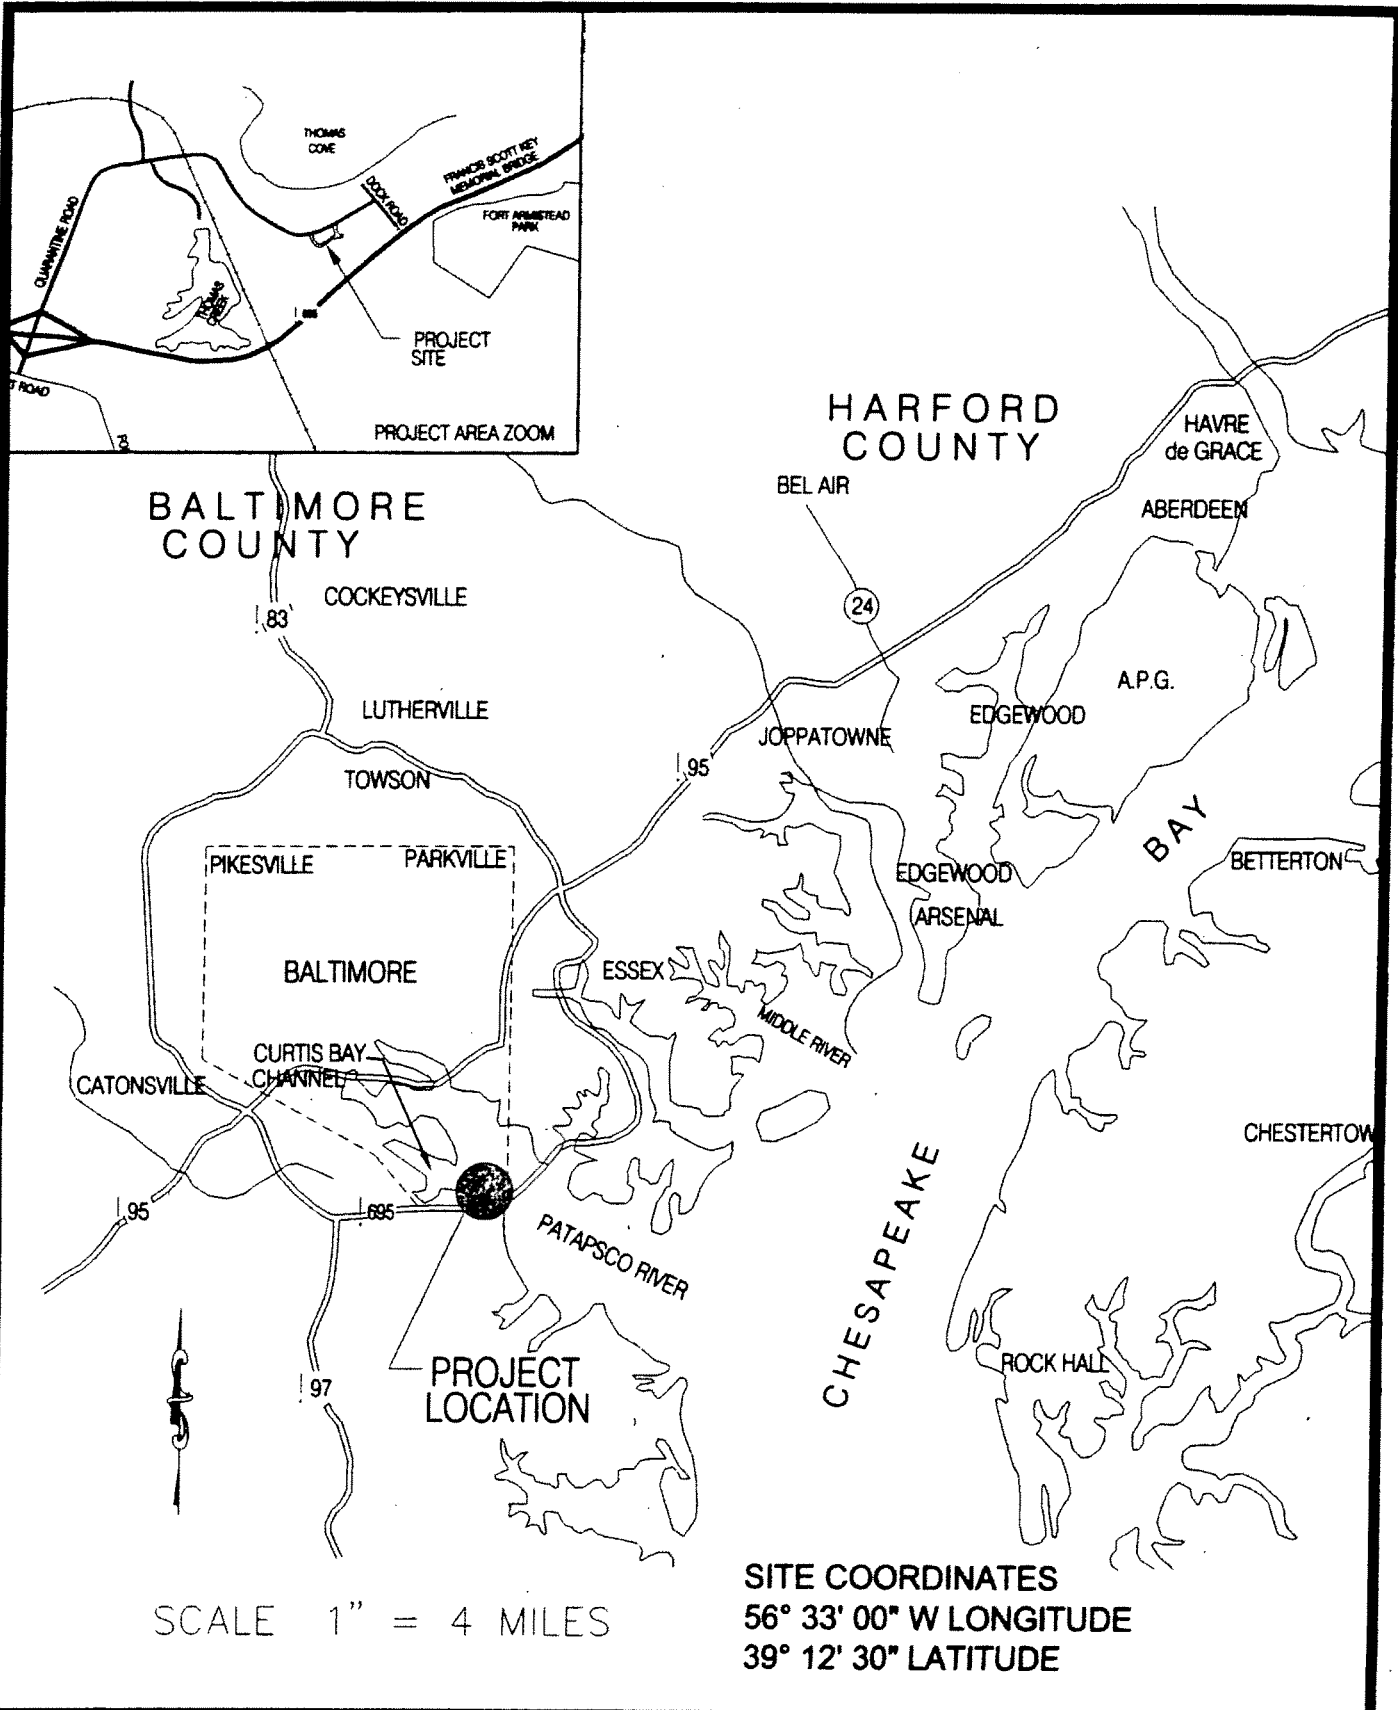 THOMAS
COVE
FRANCIS SCOTT KEY
MEMORIAL BRIDGE
DOCK ROAD
FORT ARMISTEAD
PARK
QUARANTINE ROAD
THOMAS
CREEK
PROJECT
SITE
T ROAD
PROJECT AREA ZOOM
HARFORD
COUNTY
HAVRE
de GRACE
BEL AIR
ABERDEEN
BALTIMORE
COUNTY
COCKEYSVILLE
24
83
A.P.G.
LUTHERVILLE
EDGEWOOD
JOPPATOWNE
95
TOWSON
BAY
PIKESVILLE
PARKVILLE
BETTERTON
EDGEWOOD
ARSENAL
BALTIMORE
ESSEX
MIDDLE RIVER
CURTIS BAY
CHANNEL
CATONSVILLE
CHESTERTOW
CHESAPEAKE
95
695
PATAPSCO RIVER
ROCK HALL
PROJECT
LOCATION
97
SITE COORDINATES
56° 33' 00" W LONGITUDE
39° 12' 30" LATITUDE
SCALE 1" = 4 MILES